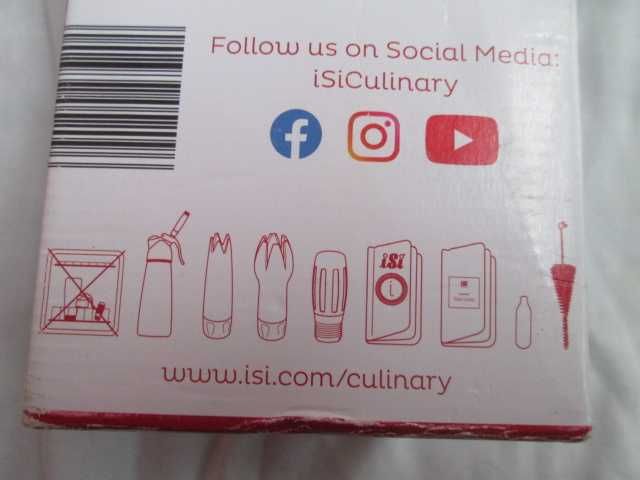 Follow us on Social Media:
iSiCulinary
iSi
i
www.isi.com/culinary